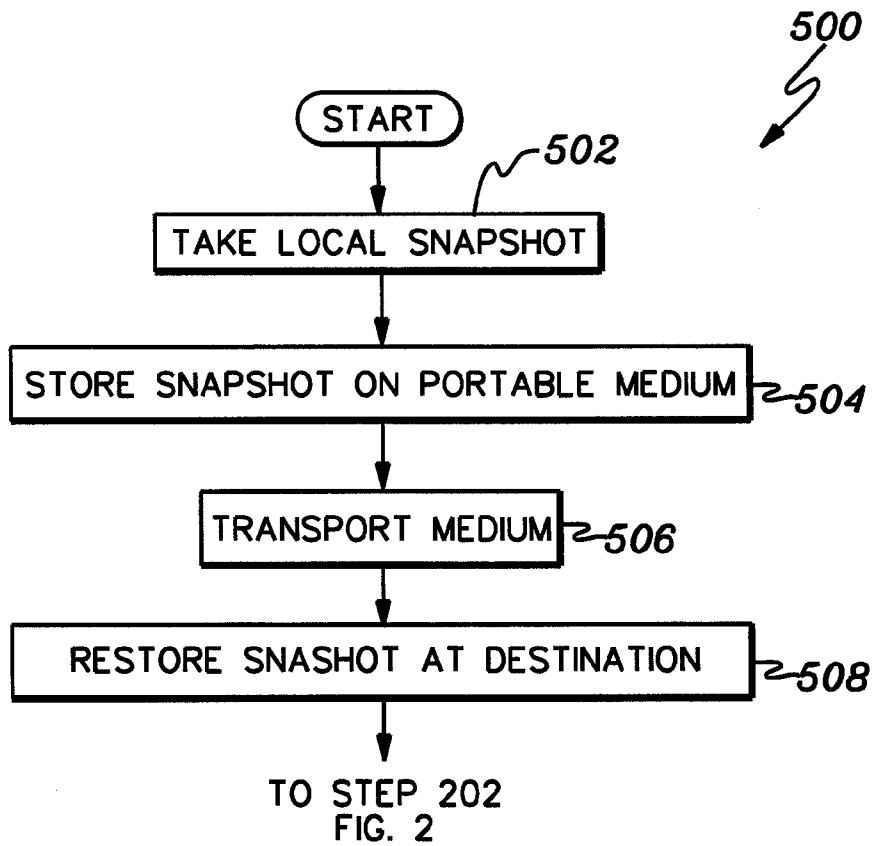 500
START
502
TAKE LOCAL SNAPSHOT
STORE SNAPSHOT ON PORTABLE MEDIUM
504
TRANSPORT MEDIUM
506
RESTORE SNASHOT AT DESTINATION
508
TO STEP 202
FIG. 2